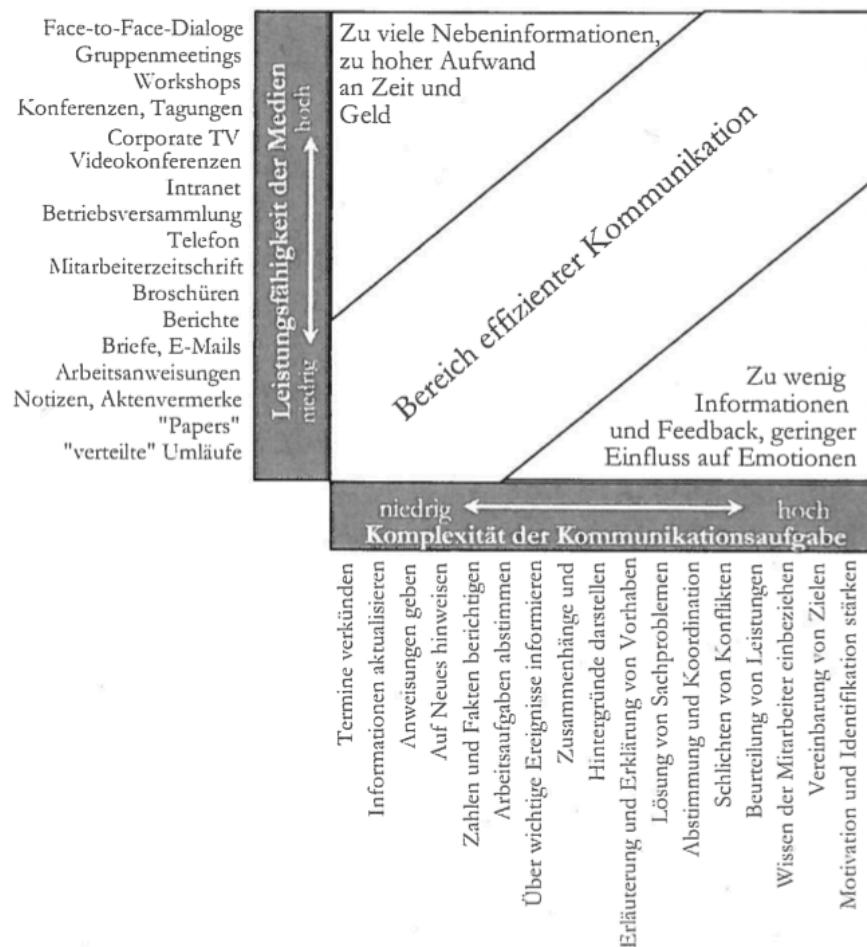 Face-to-Face-Dialoge
Gruppenmeetings
Workshops
Konferenzen, Tagungen
Corporate TV
Videokonferenzen
Intranet
Betriebsversammlung
Telefon
Mitarbeiterzeitschrift
Broschüren
Berichte
Briefe, E-Mails
Arbeitsanweisungen
Notizen, Aktenvermerke
"Papers"
"verteilte" Umläufe
Leistungsfähigkeit der Medien
niedrig
hoch
Zu viele Nebeninformationen,
zu hoher Aufwand
an Zeit und
Geld
Bereich effizienter Kommunikation
Zu wenig
Informationen
und Feedback, geringer
Einfluss auf Emotionen
niedrig
hoch
Komplexität der Kommunikationsaufgabe
Termine verkünden
Informationen aktualisieren
Anweisungen geben
Auf Neues hinweisen
Zahlen und Fakten berichtigen
Arbeitsaufgaben abstimmen
Über wichtige Ereignisse informieren
Zusammenhänge und
Hintergründe darstellen
Erläuterung und Erklärung von Vorhaben
Lösung von Sachproblemen
Abstimmung und Koordination
Schlichten von Konflikten
Beurteilung von Leistungen
Wissen der Mitarbeiter einbeziehen
Vereinbarung von Zielen
Motivation und Identifikation stärken